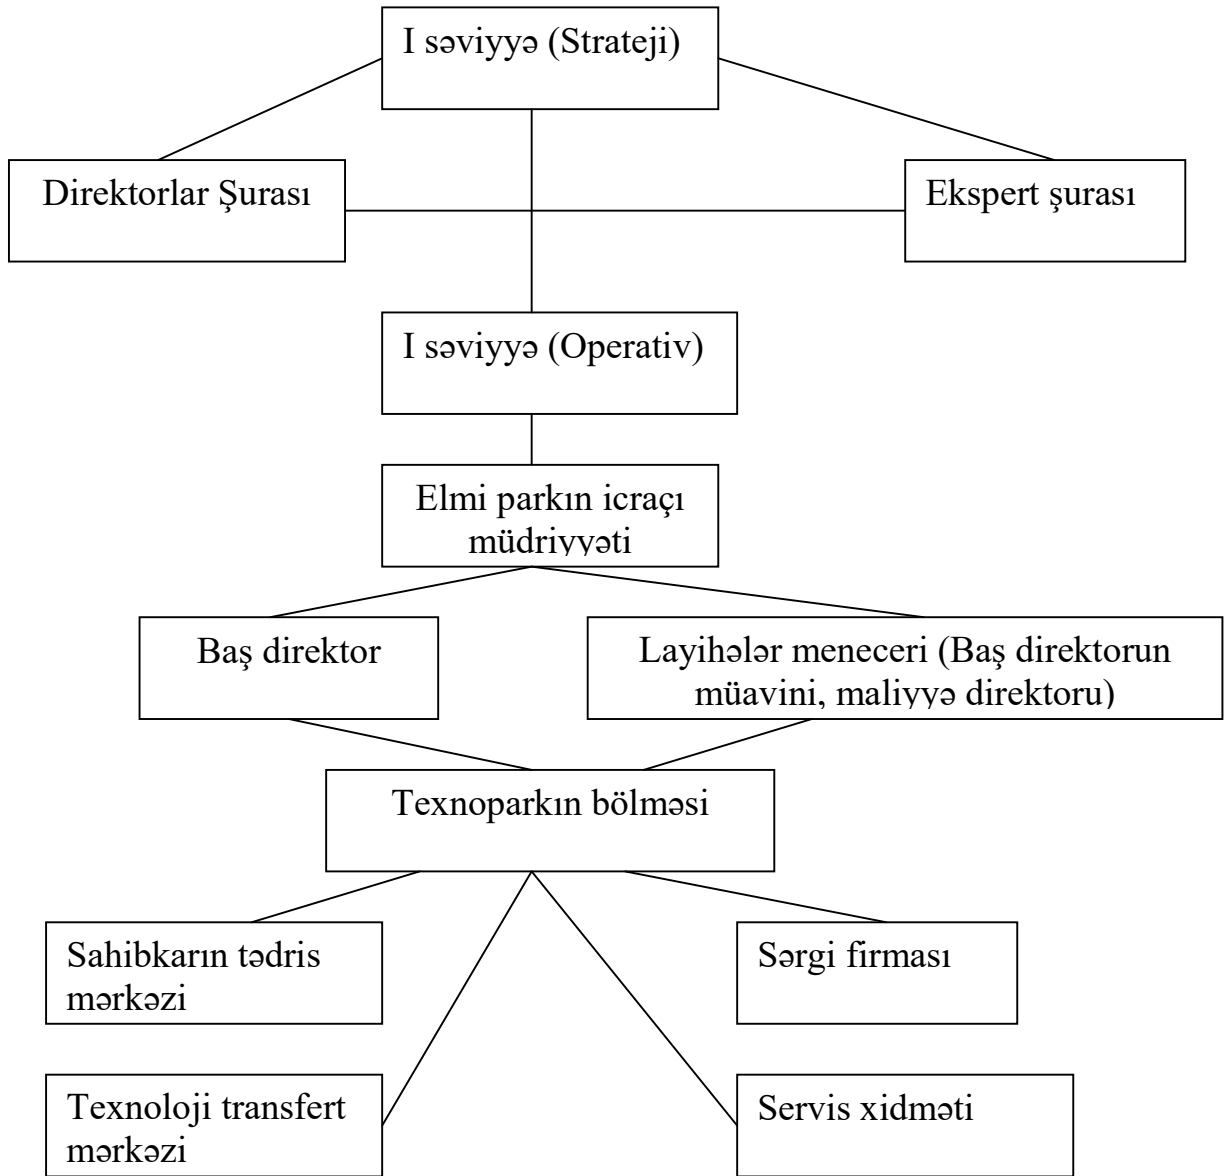 I səviyyə (Strateji)
Direktorlar Şurası
Ekspert şurası
I səviyyə (Operativ)
Elmi parkın icraçı
müdriyyəti
Baş direktor
Layihələr meneceri (Baş direktorun
müavini, maliyyə direktoru)
Texnoparkın bölməsi
Sahibkarın tədris
mərkəzi
Sərgi firması
Texnoloji transfert
mərkəzi
Servis xidməti